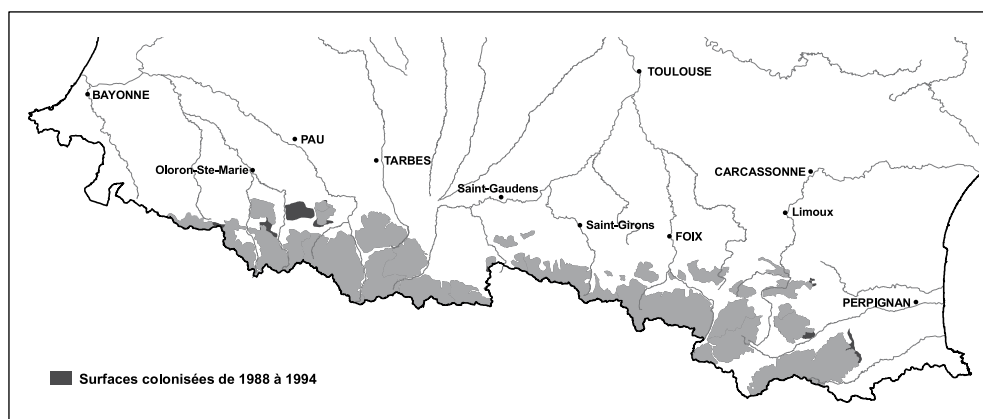 TOULOUSE
BAYONNE
PAU
TARBES
Oloron-Ste-Marie
CARCASSONNE
Saint-Gaudens
Limoux
Saint-Girons
FOIX
PERPIGNAN
Surfaces colonisées de 1988 à 1994